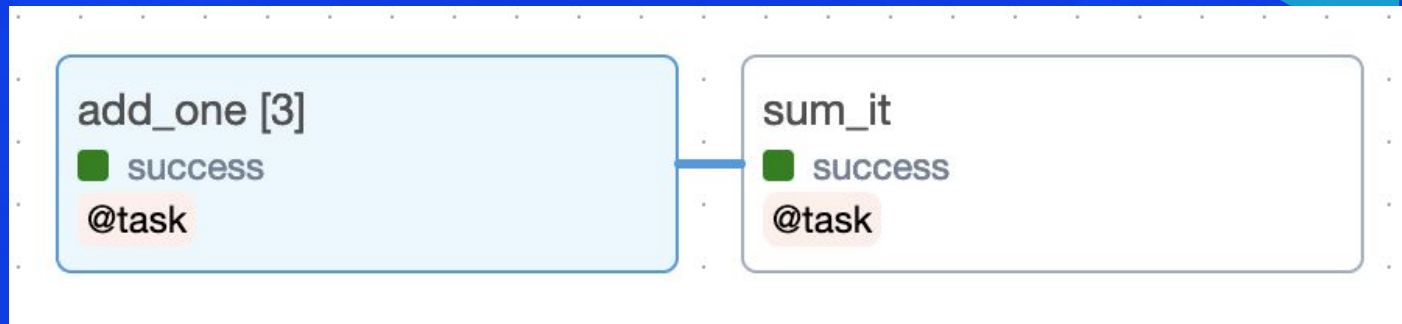 add_one [3]
success
@task
sum_it
success
@task